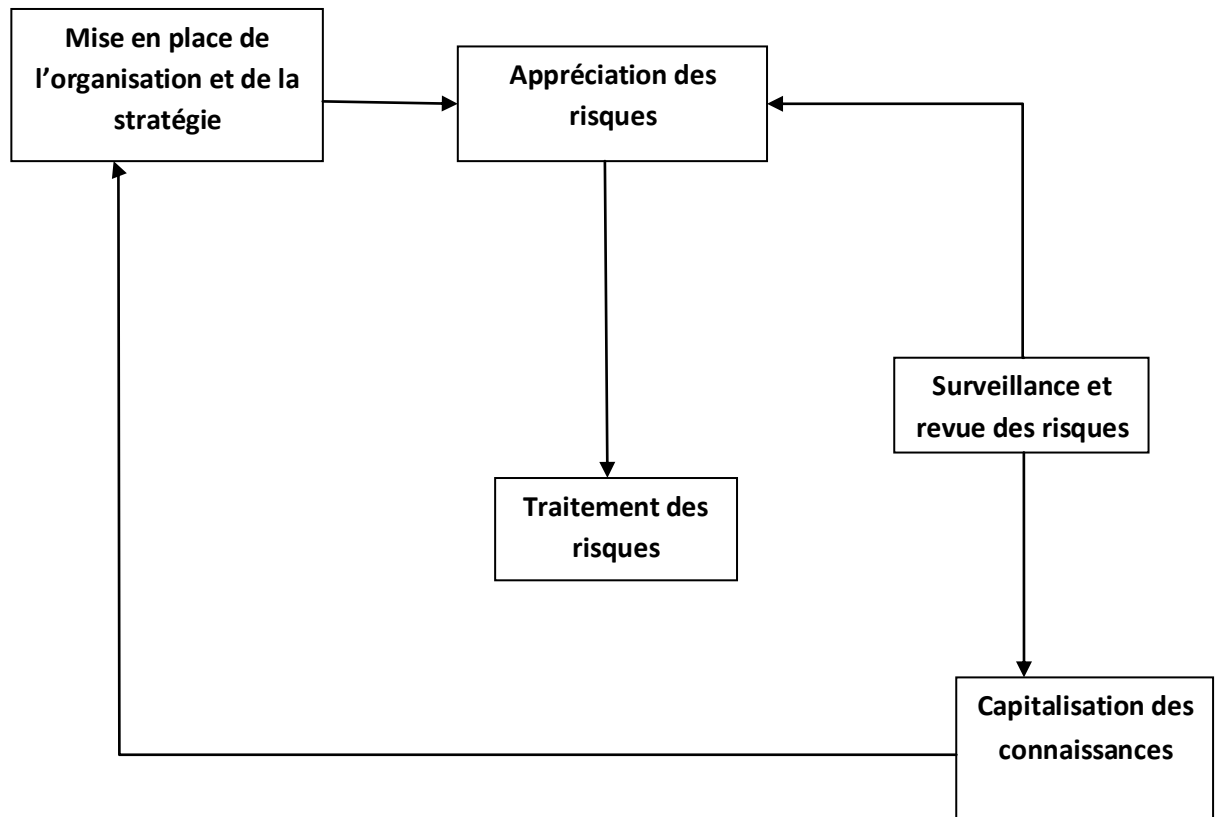 Mise en place de
l’organisation et de la
stratégie
Appréciation des
risques
Surveillance et
revue des risques
Traitement des
risques
Capitalisation des
connaissances